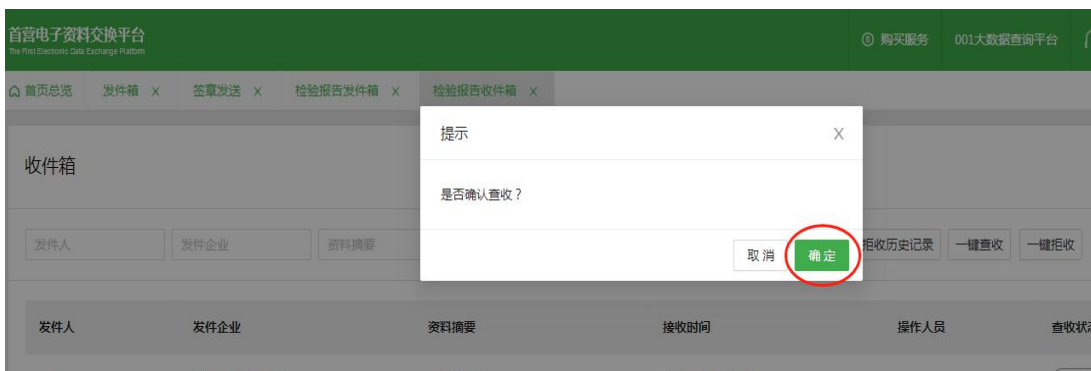 首营电子资料交换平台
The First Electronic Data Exchange Platform
购买服务 001大数据查询平台
首页总览 发件箱 X 签章发送 X 检验报告发件箱 X 检验报告收件箱 X
提示 X
收件箱
是否确认查收？
发件人 发件企业 资料摘要 拒收历史记录 一键查收 一键拒收
取消 确定
发件人 发件企业 资料摘要 接收时间 操作人员 查收状